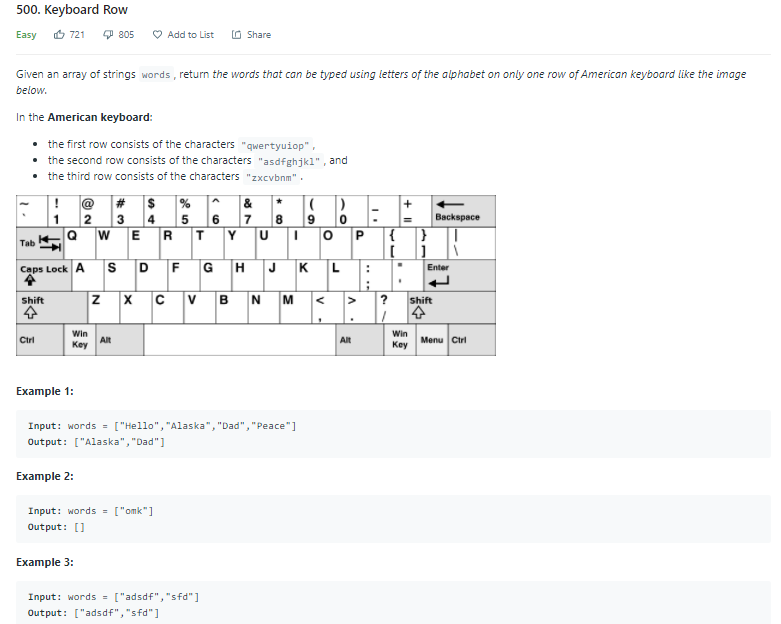 500. Keyboard Row
Easy 721 805 Add to List Share
Given an array of strings words , return the words that can be typed using letters of the alphabet on only one row of American keyboard like the image
below.
In the American keyboard:
• the first row consists of the characters "qwertyuiop" ,
• the second row consists of the characters "asdfghjkl" , and
• the third row consists of the characters "zxcvbnm" .
~ ! @ # $ % ^ & * ( ) _ +
` 1 2 3 4 5 6 7 8 9 0 - = Backspace
Tab Q W E R T Y U I O P { } |
[ ] \
Caps Lock A S D F G H J K L : " Enter
; '
Shift Z X C V B N M < > ? Shift
, . /
Ctrl Win Key Alt Alt Win Key Menu Ctrl
Example 1:
Input: words = ["Hello","Alaska","Dad","Peace"]
Output: ["Alaska","Dad"]
Example 2:
Input: words = ["omk"]
Output: []
Example 3:
Input: words = ["adsdf","sfd"]
Output: ["adsdf","sfd"]